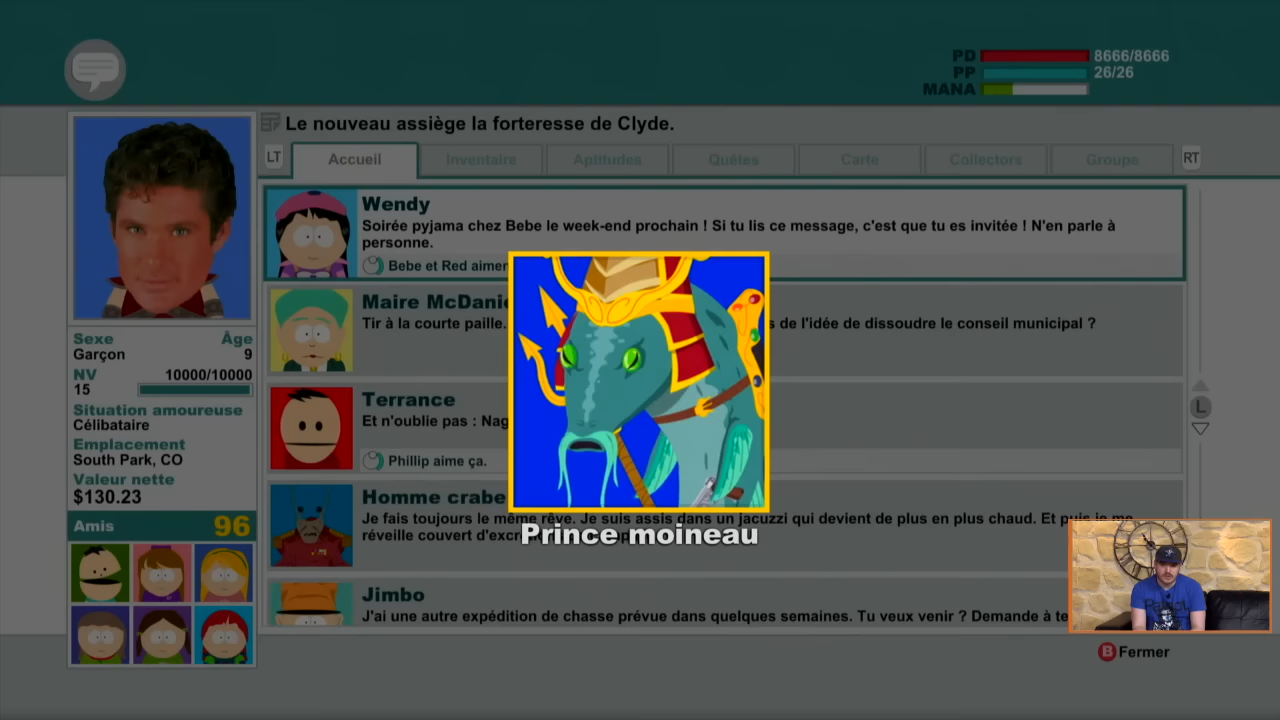 PD 8666/8666
PP 26/26
MANA
Le nouveau assiège la forteresse de Clyde.
LT Accueil Inventaire Aptitudes Quêtes Carte Collectors Groupe RT
Wendy
Soirée pyjama chez Bebe le week-end prochain ! Si tu lis ce message, c'est que tu es invitée ! N'en parle à
personne.
Bebe et Red aimen
Maire McDanie
Tir à la courte paille. s de l'idée de dissoudre le conseil municipal ?
Terrance
Et n'oublie pas : Nag
Phillip aime ça.
Homme crabe
Je fais toujours le même rêve. Je suis assis dans un jacuzzi qui devient de plus en plus chaud. Et puis je me
réveille couvert
Prince moineau
Jimbo
J'ai une autre expédition de chasse prévue dans quelques semaines. Tu veux venir ? Demande à te
Sexe Âge
Garçon 9
NV 10000/10000
15
Situation amoureuse
Célibataire
Emplacement
South Park, CO
Valeur nette
$130.23
Amis 96
L
B Fermer